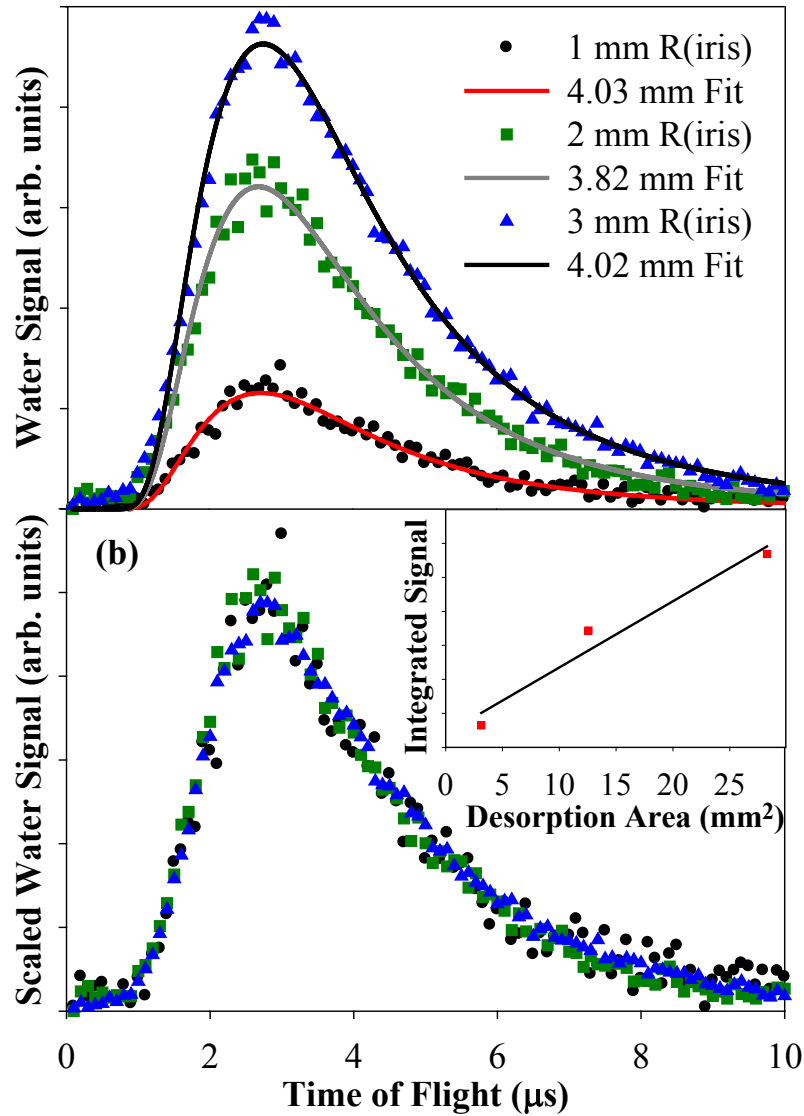 Water Signal (arb. units)
1 mm R(iris)
4.03 mm Fit
2 mm R(iris)
3.82 mm Fit
3 mm R(iris)
4.02 mm Fit
Scaled Water Signal (arb. units)
(b)
Integrated Signal
0 5 10 15 20 25
Desorption Area (mm²)
0 2 4 6 8 10
Time of Flight (μs)